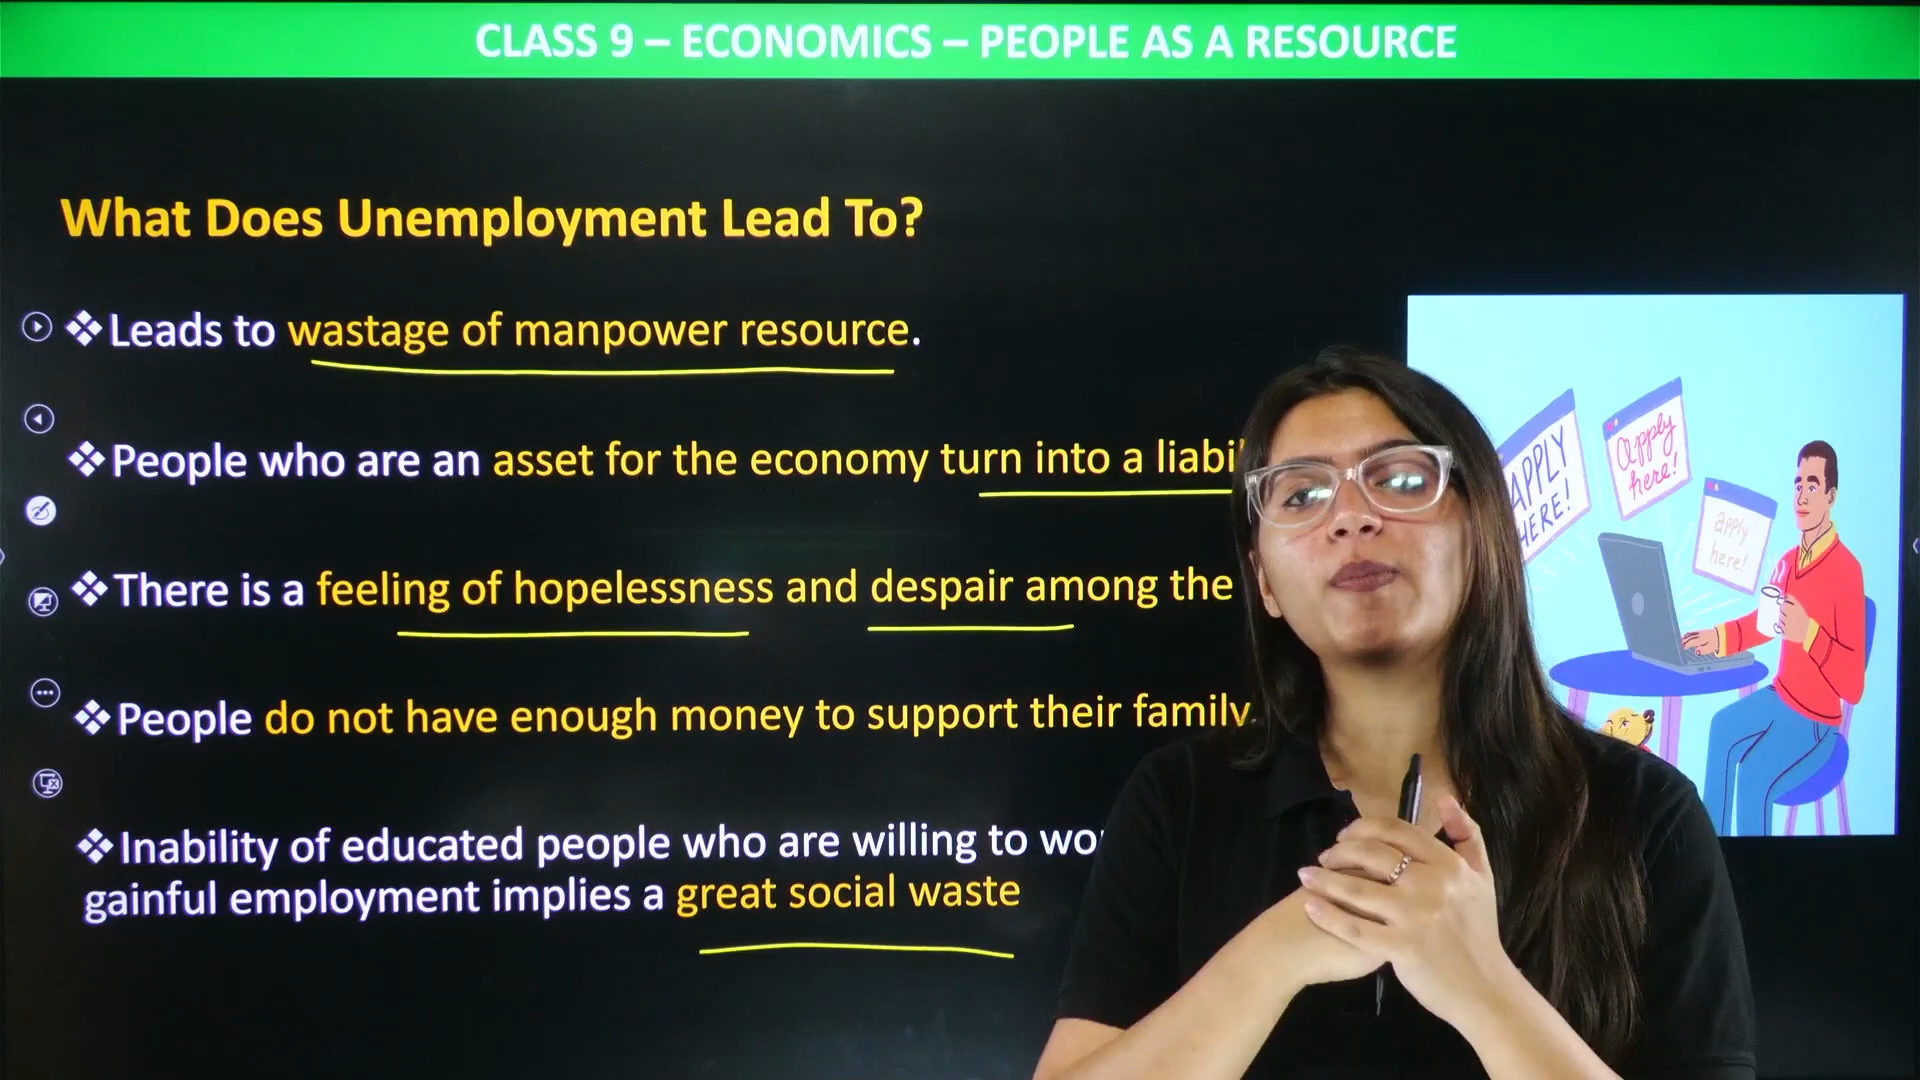 CLASS 9 – ECONOMICS – PEOPLE AS A RESOURCE
What Does Unemployment Lead To?
❖Leads to wastage of manpower resource.
❖People who are an asset for the economy turn into a
❖There is a feeling of hopelessness and despair among the
❖People do not have enough money to support their family.
❖Inability of educated people who are willing to
gainful employment implies a great social waste
APPLY
HERE!
apply
here!
apply
here!